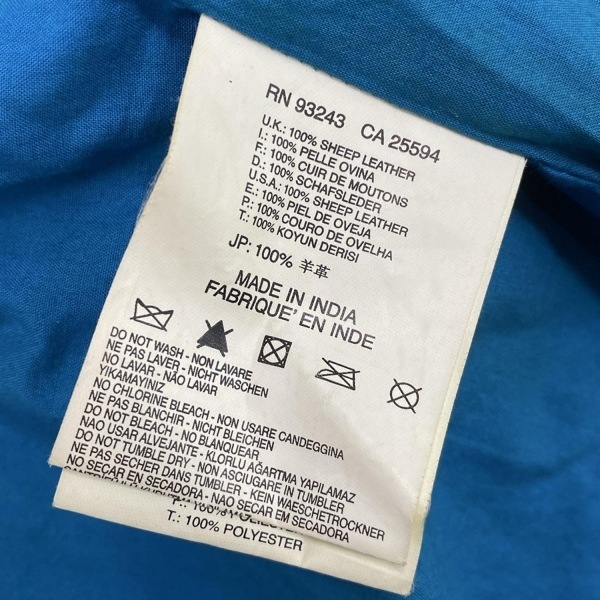 RN 93243 CA 25594
U.K.: 100% SHEEP LEATHER
I.: 100% PELLE OVINA
F.: 100% CUIR DE MOUTONS
D.: 100% SCHAFSLEDER
U.S.A.: 100% SHEEP LEATHER
E.: 100% PIEL DE OVEJA
P.: 100% COURO DE OVELHA
T.: 100% KOYUN DERISI
JP: 100% 羊革
MADE IN INDIA
FABRIQUE' EN INDE
DO NOT WASH - NON LAVARE
NE PAS LAVER - NICHT WASCHEN
NO LAVAR - NÃO LAVAR
YIKAMAYINIZ
NO CHLORINE BLEACH - NON USARE CANDEGGINA
NE PAS BLANCHIR - NICHT BLEICHEN
DO NOT BLEACH - NO BLANQUEAR
NAO USAR ALVEJANTE - KLORLU AĞARTMA YAPILAMAZ
DO NOT TUMBLE DRY - NON ASCIUGARE IN TUMBLER
NE PAS SECHER DANS TUMBLER - KEIN WAESCHETROCKNER
NO SECAR EN SECADORA - NAO SECAR EM SECADORA
T.: 100% POLYESTER